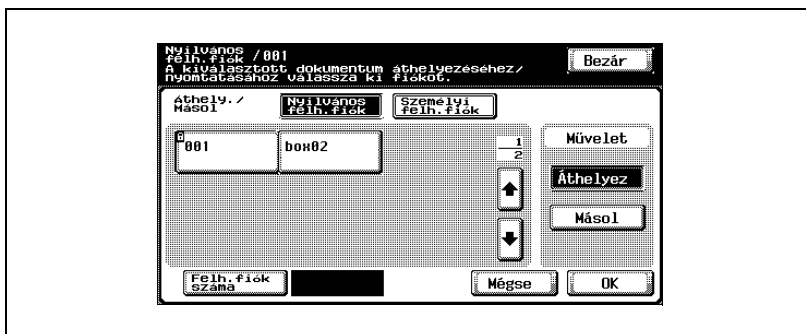 Nyilvános
felh.fiók /001
A kiválasztott dokumentum áthelyezéséhez/
nyomtatásához válassza ki fiókot.
Bezár
Áthely./
Másol
Nyilvános
felh.fiók
Személyi
felh.fiók
001
box02
1
2
Művelet
Áthelyez
Másol
Felh.fiók
száma
Mégse
OK